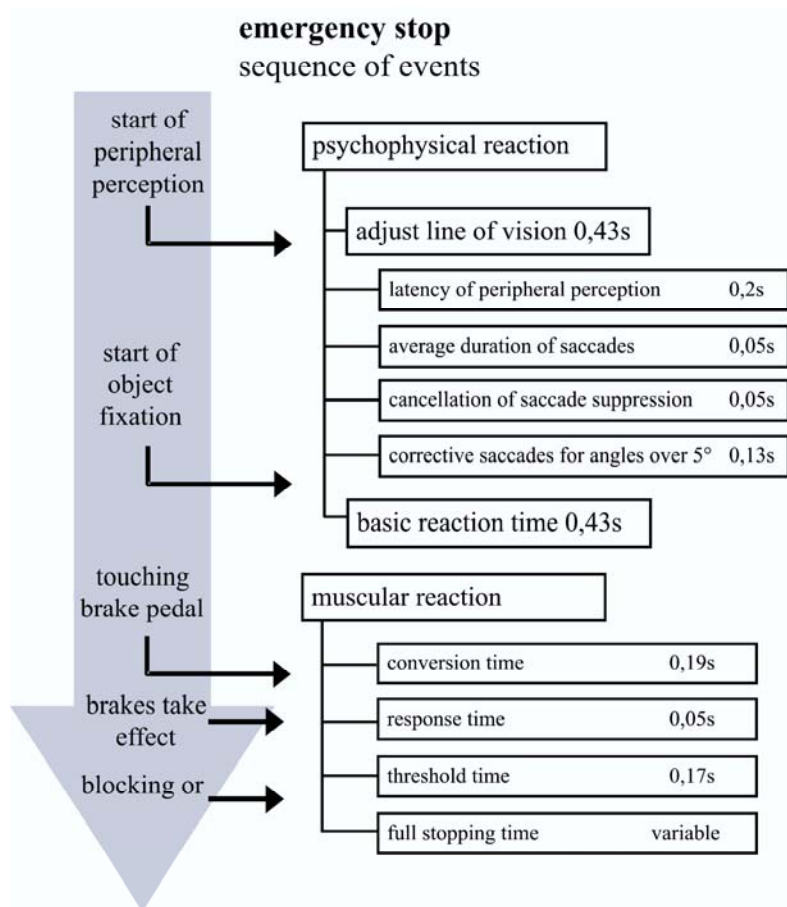 emergency stop
sequence of events
start of
peripheral
perception
psychophysical reaction
adjust line of vision 0,43s
latency of peripheral perception 0,2s
average duration of saccades 0,05s
cancellation of saccade suppression 0,05s
corrective saccades for angles over 5° 0,13s
start of
object
fixation
basic reaction time 0,43s
touching
brake pedal
muscular reaction
conversion time 0,19s
brakes take
effect
response time 0,05s
blocking or
threshold time 0,17s
full stopping time variable